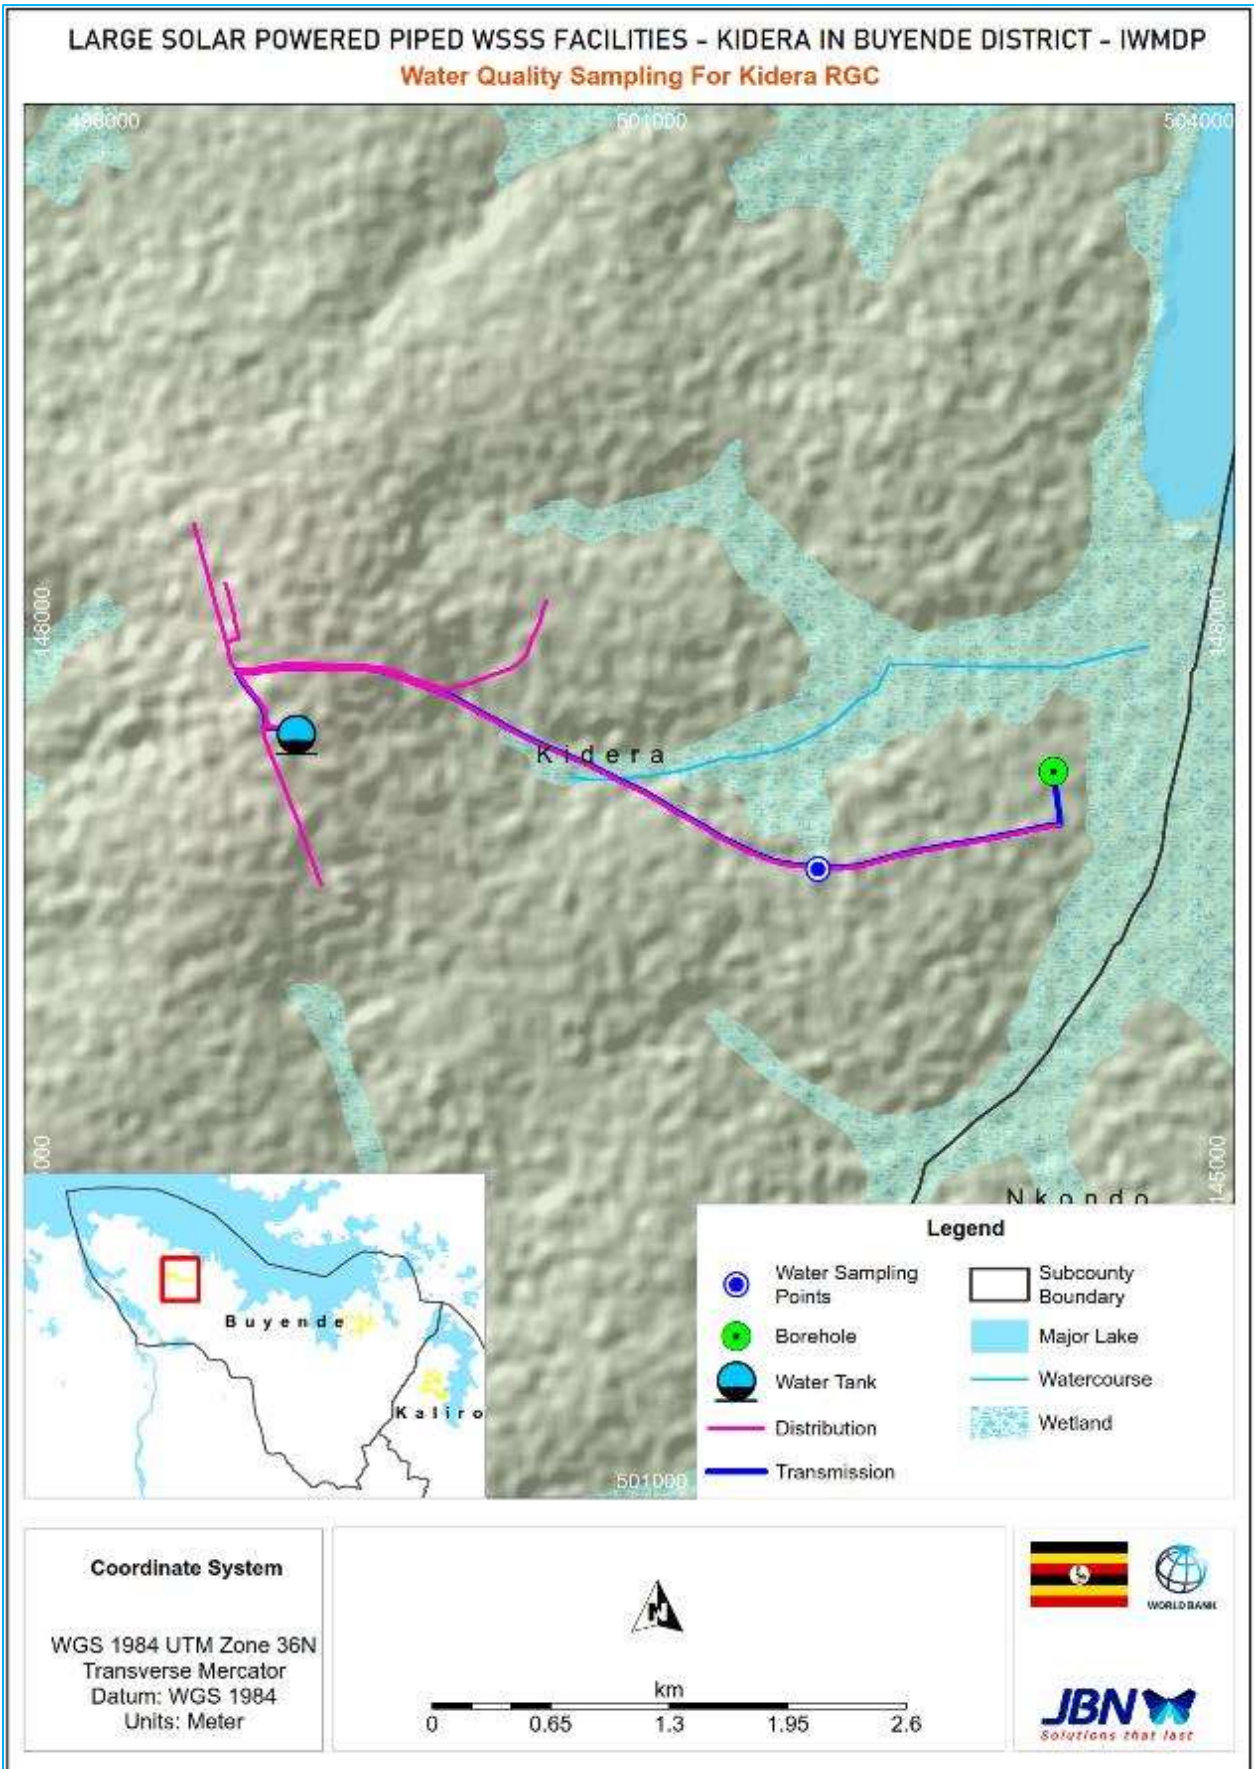 LARGE SOLAR POWERED PIPED WSSS FACILITIES - KIDERA IN BUYENDE DISTRICT - IWMDP
Water Quality Sampling For Kidera RGC
498000
501000
504000
148000
148000
Kidera
000
145000
Nkondo
Buyende
Kaliro
501000
Legend
Water Sampling
Points
Borehole
Water Tank
Distribution
Transmission
Subcounty
Boundary
Major Lake
Watercourse
Wetland
Coordinate System
WGS 1984 UTM Zone 36N
Transverse Mercator
Datum: WGS 1984
Units: Meter
N
km
0 0.65 1.3 1.95 2.6
WORLD BANK
JBN
Solutions that last